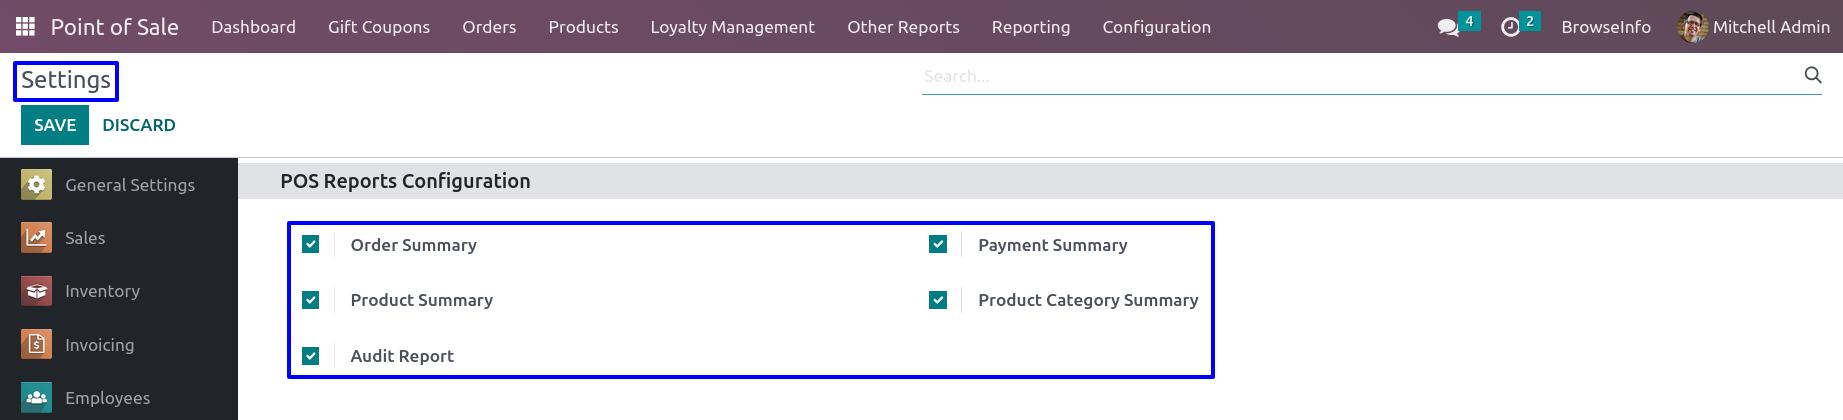 Point of Sale Dashboard Gift Coupons Orders Products Loyalty Management Other Reports Reporting Configuration 4 2 BrowseInfo Mitchell Admin
Settings Search...
SAVE DISCARD
General Settings
Sales
Inventory
Invoicing
Employees
POS Reports Configuration
Order Summary Payment Summary
Product Summary Product Category Summary
Audit Report